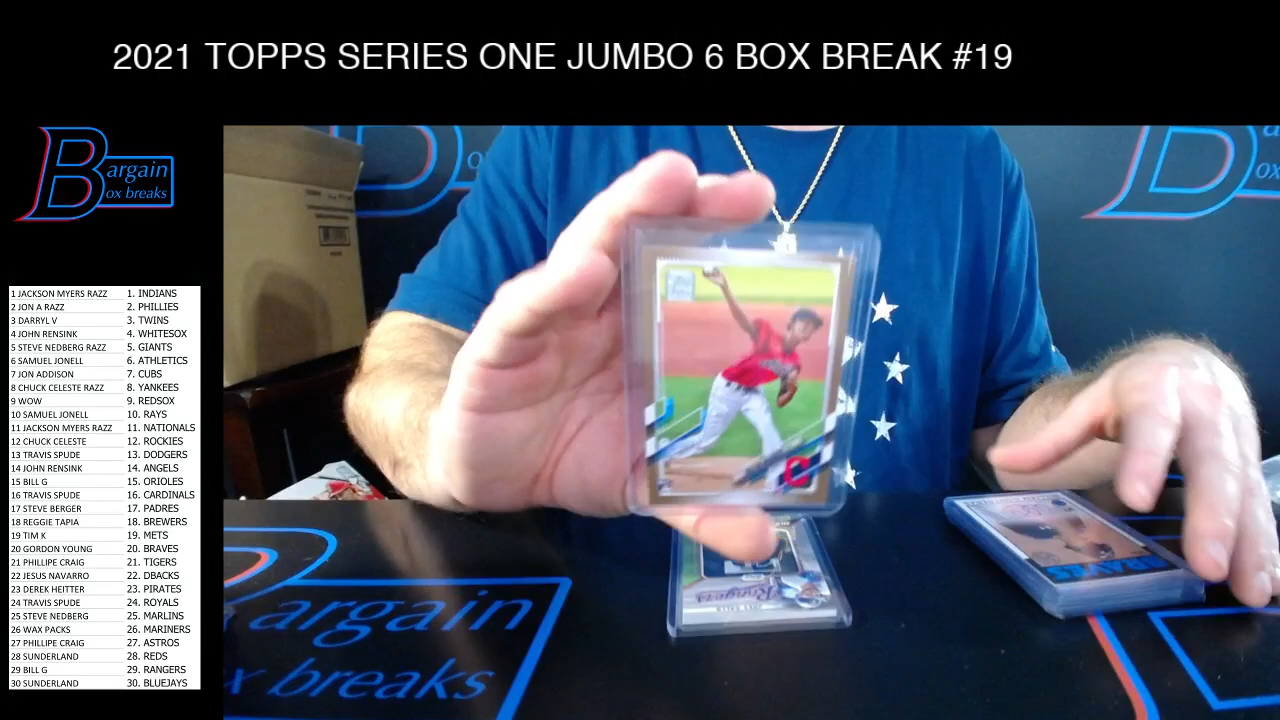 2021 TOPPS SERIES ONE JUMBO 6 BOX BREAK #19
Bargain
Box breaks
1 JACKSON MYERS RAZZ 1. INDIANS
2 JON A RAZZ 2. PHILLIES
3 DARRYL V 3. TWINS
4 JOHN RENSINK 4. WHITESOX
5 STEVE NEDBERG RAZZ 5. GIANTS
6 SAMUEL JONELL 6. ATHLETICS
7 JON ADDISON 7. CUBS
8 CHUCK CELESTE RAZZ 8. YANKEES
9 WOW 9. REDSOX
10 SAMUEL JONELL 10. RAYS
11 JACKSON MYERS RAZZ 11. NATIONALS
12 CHUCK CELESTE 12. ROCKIES
13 TRAVIS SPUDE 13. DODGERS
14 JOHN RENSINK 14. ANGELS
15 BILL G 15. ORIOLES
16 TRAVIS SPUDE 16. CARDINALS
17 STEVE BERGER 17. PADRES
18 REGGIE TAPIA 18. BREWERS
19 TIM K 19. METS
20 GORDON YOUNG 20. BRAVES
21 PHILLIPE CRAIG 21. TIGERS
22 JESUS NAVARRO 22. DBACKS
23 DEREK HEITTER 23. PIRATES
24 TRAVIS SPUDE 24. ROYALS
25 STEVE NEDBERG 25. MARLINS
26 WAX PACKS 26. MARINERS
27 PHILLIPE CRAIG 27. ASTROS
28 SUNDERLAND 28. REDS
29 BILL G 29. RANGERS
30 SUNDERLAND 30. BLUEJAYS
C
Rangers
BRAVES
argain
x breaks